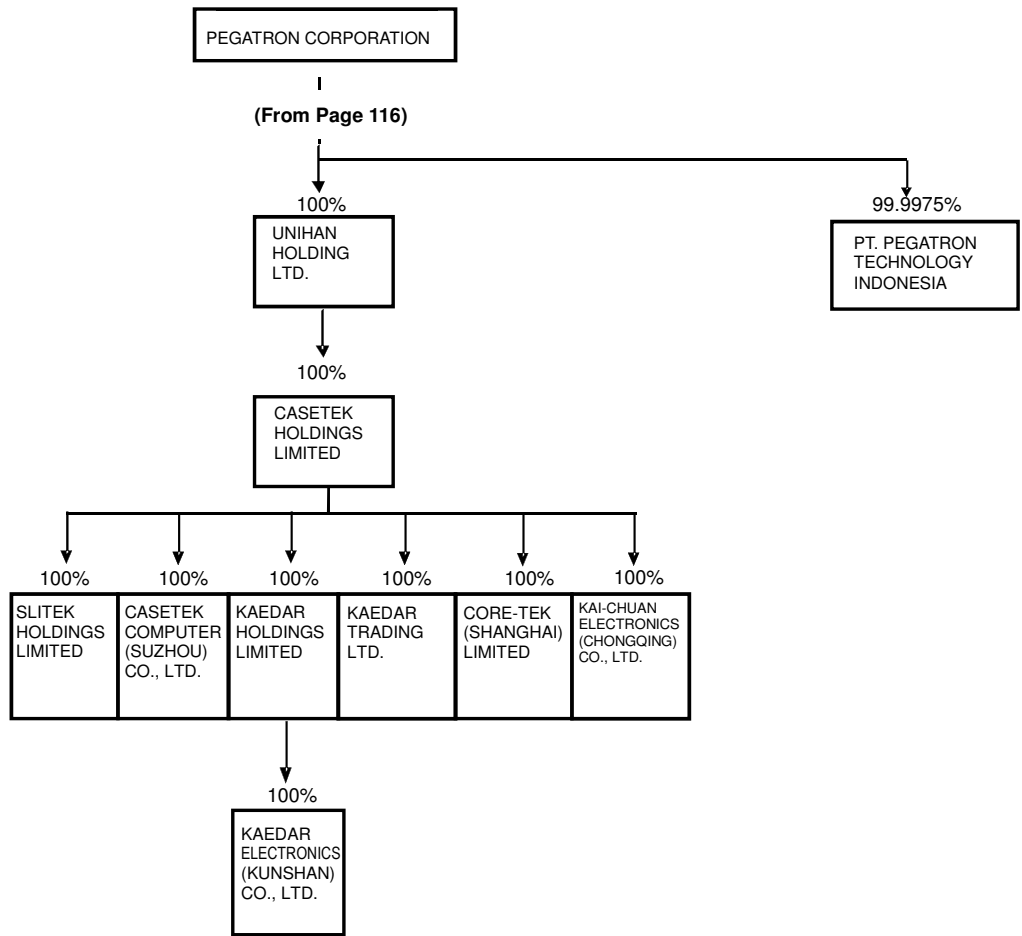 PEGATRON CORPORATION
(From Page 116)
100%
99.9975%
UNIHAN
HOLDING
LTD.
PT. PEGATRON
TECHNOLOGY
INDONESIA
100%
CASETEK
HOLDINGS
LIMITED
100%
100%
100%
100%
100%
100%
SLITEK
HOLDINGS
LIMITED
CASETEK
COMPUTER
(SUZHOU)
CO., LTD.
KAEDAR
HOLDINGS
LIMITED
KAEDAR
TRADING
LTD.
CORE-TEK
(SHANGHAI)
LIMITED
KAI-CHUAN
ELECTRONICS
(CHONGQING)
CO., LTD.
100%
KAEDAR
ELECTRONICS
(KUNSHAN)
CO., LTD.